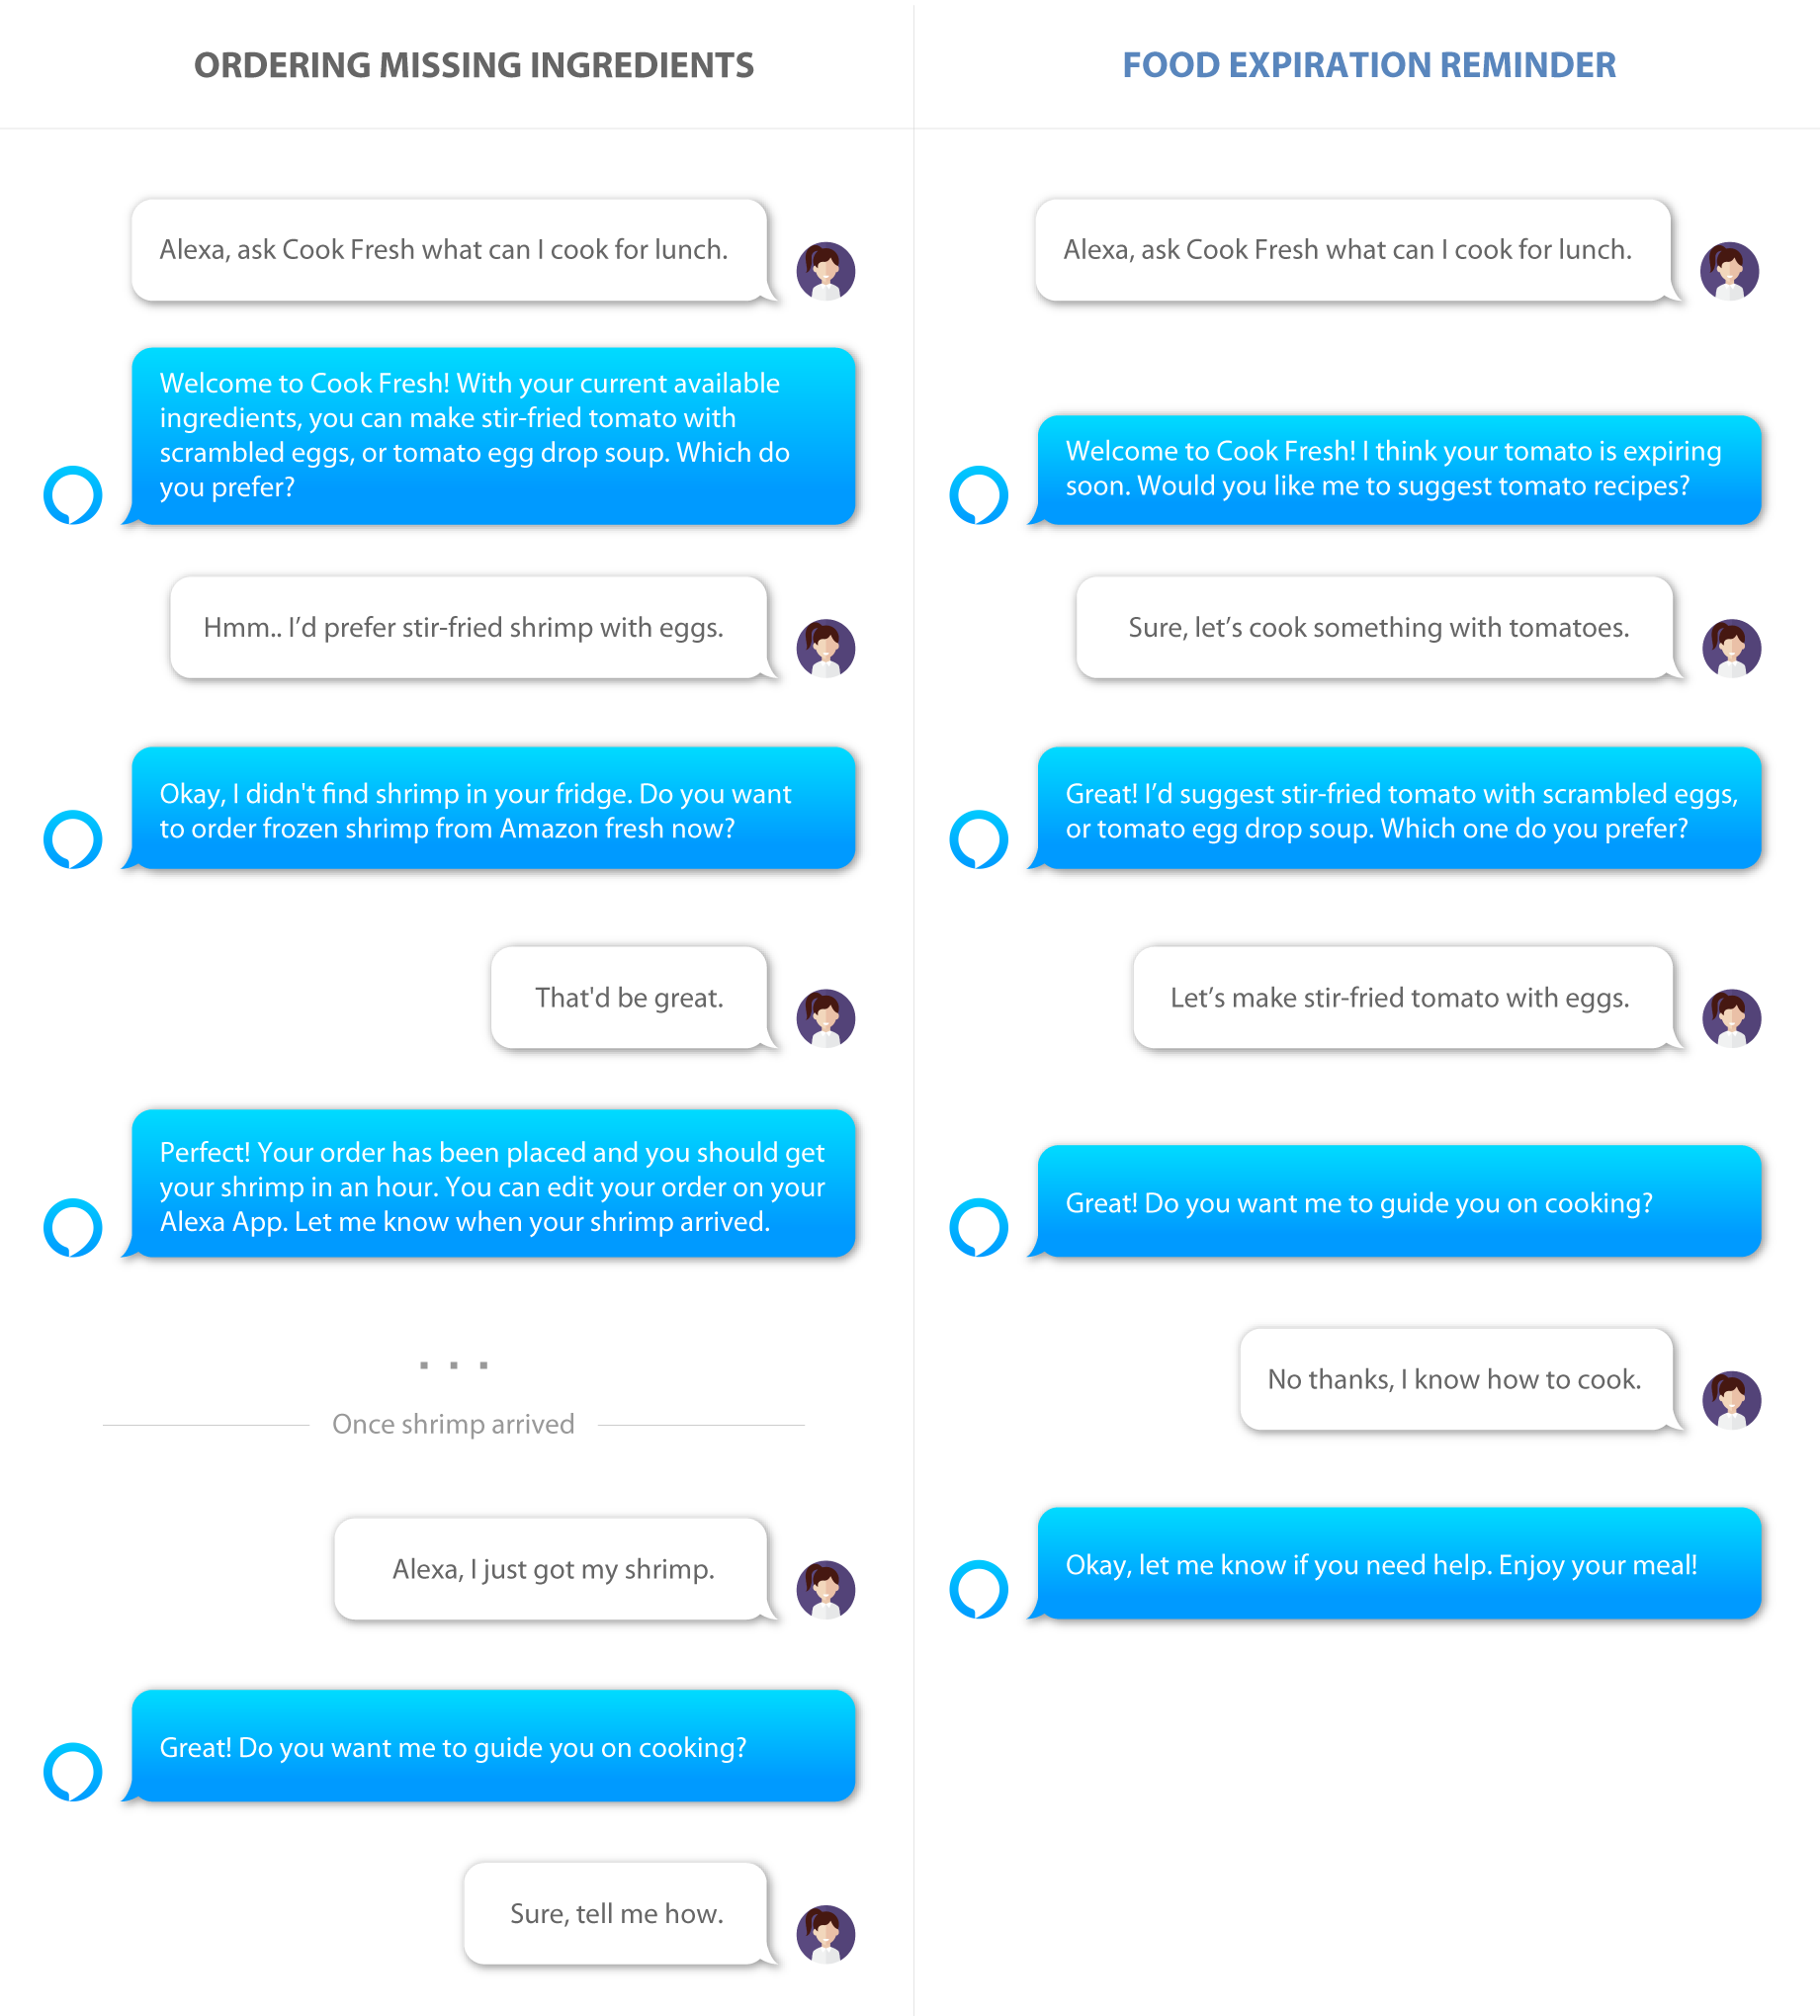 ORDERING MISSING INGREDIENTS
Alexa, ask Cook Fresh what can I cook for lunch.
Welcome to Cook Fresh! With your current available
ingredients, you can make stir-fried tomato with
scrambled eggs, or tomato egg drop soup. Which do
you prefer?
Hmm.. I’d prefer stir-fried shrimp with eggs.
Okay, I didn't find shrimp in your fridge. Do you want
to order frozen shrimp from Amazon fresh now?
That'd be great.
Perfect! Your order has been placed and you should get
your shrimp in an hour. You can edit your order on your
Alexa App. Let me know when your shrimp arrived.
. . .
Once shrimp arrived
Alexa, I just got my shrimp.
Great! Do you want me to guide you on cooking?
Sure, tell me how.
FOOD EXPIRATION REMINDER
Alexa, ask Cook Fresh what can I cook for lunch.
Welcome to Cook Fresh! I think your tomato is expiring
soon. Would you like me to suggest tomato recipes?
Sure, let’s cook something with tomatoes.
Great! I’d suggest stir-fried tomato with scrambled eggs,
or tomato egg drop soup. Which one do you prefer?
Let’s make stir-fried tomato with eggs.
Great! Do you want me to guide you on cooking?
No thanks, I know how to cook.
Okay, let me know if you need help. Enjoy your meal!